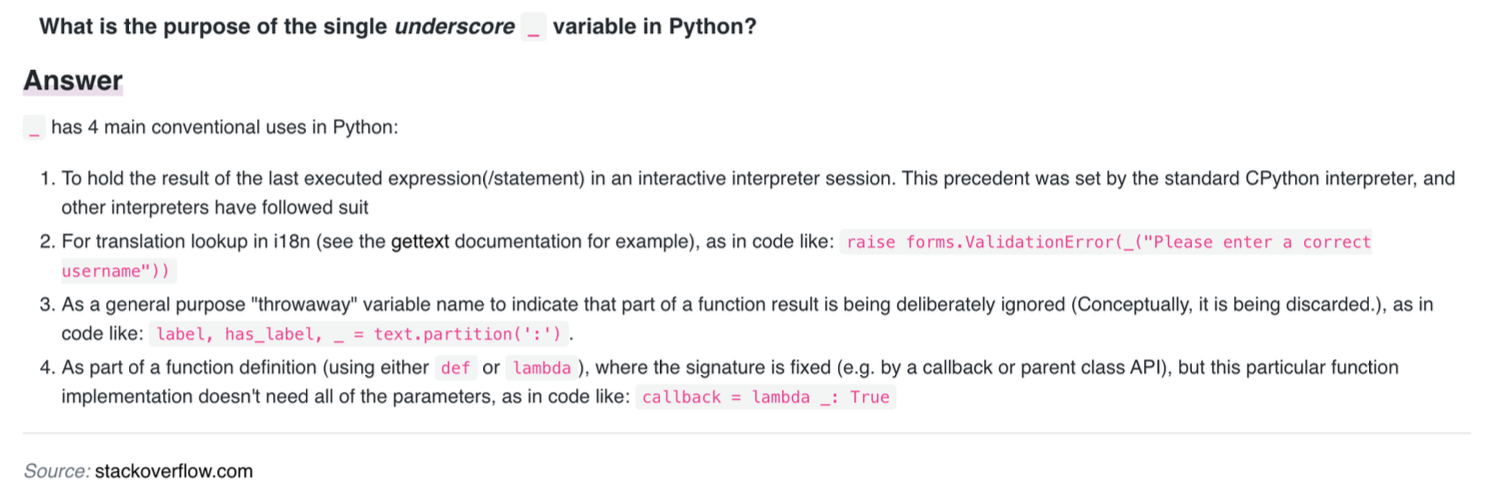 What is the purpose of the single underscore _ variable in Python?
Answer
_ has 4 main conventional uses in Python:
1. To hold the result of the last executed expression(/statement) in an interactive interpreter session. This precedent was set by the standard CPython interpreter, and
other interpreters have followed suit
2. For translation lookup in i18n (see the gettext documentation for example), as in code like: raise forms.ValidationError(_("Please enter a correct
username"))
3. As a general purpose "throwaway" variable name to indicate that part of a function result is being deliberately ignored (Conceptually, it is being discarded.), as in
code like: label, has_label, _ = text.partition(':') .
4. As part of a function definition (using either def or lambda ), where the signature is fixed (e.g. by a callback or parent class API), but this particular function
implementation doesn't need all of the parameters, as in code like: callback = lambda _: True
Source: stackoverflow.com